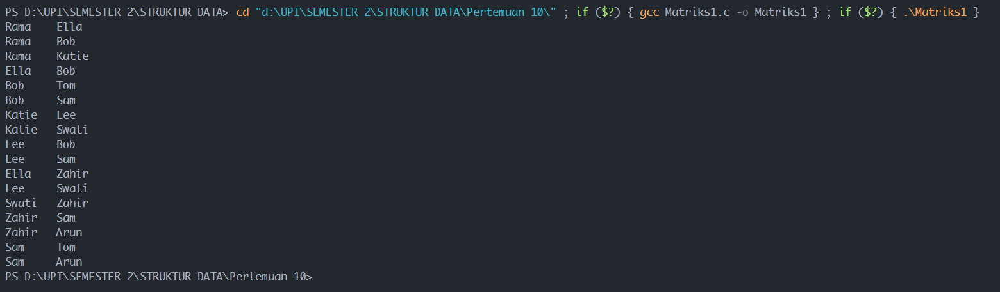 PS D:\UPI\SEMESTER 2\STRUKTUR DATA> cd "d:\UPI\SEMESTER 2\STRUKTUR DATA\Pertemuan 10\" ; if ($?) { gcc Matriks1.c -o Matriks1 } ; if ($?) { .\Matriks1 }
Rama    Ella
Rama    Bob
Rama    Katie
Ella    Bob
Bob     Tom
Bob     Sam
Katie   Lee
Katie   Swati
Lee     Bob
Lee     Sam
Ella    Zahir
Lee     Swati
Swati   Zahir
Zahir   Sam
Zahir   Arun
Sam     Tom
Sam     Arun
PS D:\UPI\SEMESTER 2\STRUKTUR DATA\Pertemuan 10>